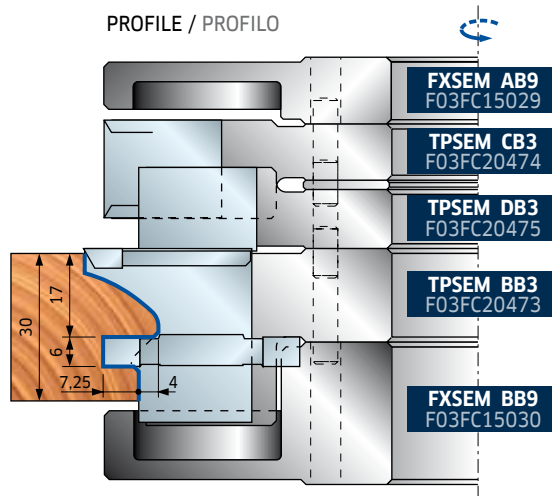 PROFILE / PROFILO
FXSEM AB9
F03FC15029
TPSEM CB3
F03FC20474
TPSEM DB3
F03FC20475
TPSEM BB3
F03FC20473
FXSEM BB9
F03FC15030
30
17
6
7,25
4